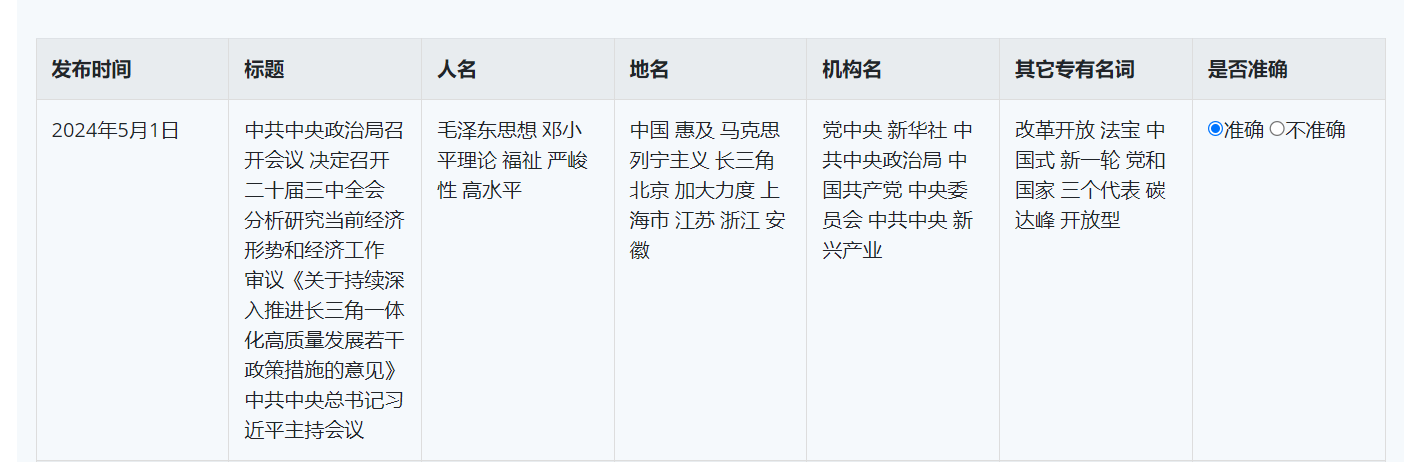 发布时间 标题 人名 地名 机构名 其它专有名词 是否准确
2024年5月1日
中共中央政治局召
开会议 决定召开
二十届三中全会
分析研究当前经济
形势和经济工作
审议《关于持续深
入推进长三角一体
化高质量发展若干
政策措施的意见》
中共中央总书记习
近平主持会议
毛泽东思想 邓小
平理论 福祉 严峻
性 高水平
中国 惠及 马克思
列宁主义 长三角
北京 加大力度 上
海市 江苏 浙江 安
徽
党中央 新华社 中
共中央政治局 中
国共产党 中央委
员会 中共中央 新
兴产业
改革开放 法宝 中
国式 新一轮 党和
国家 三个代表 碳
达峰 开放型
准确 不准确